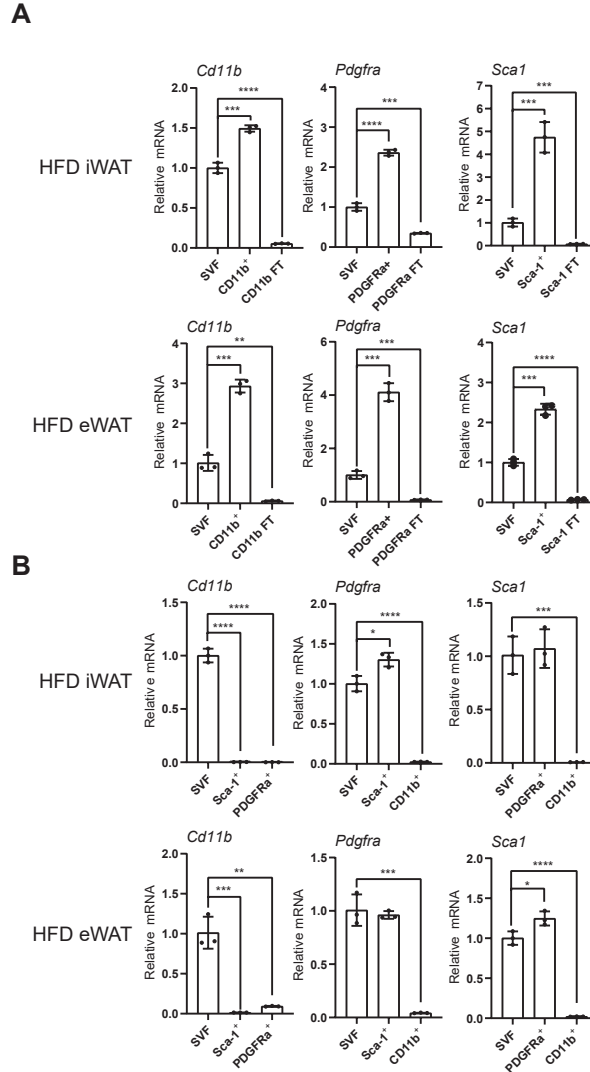 A
HFD iWAT
Cd11b
Relative mRNA
2.0
1.5
1.0
0.5
0.0
****
***
SVF
CD11b+
CD11b FT
Pdgfra
Relative mRNA
4
2
0
***
****
SVF
PDGFRa+
PDGFRa FT
Sca1
Relative mRNA
7
6
5
4
3
2
1
0
***
***
SVF
Sca-1+
Sca-1 FT
HFD eWAT
Cd11b
Relative mRNA
4
3
2
1
0
**
***
SVF
CD11b+
CD11b FT
Pdgfra
Relative mRNA
6
4
2
0
***
***
SVF
PDGFRa+
PDGFRa FT
Sca1
Relative mRNA
4
3
2
1
0
****
***
SVF
Sca-1+
Sca-1 FT
B
HFD iWAT
Cd11b
Relative mRNA
1.5
1.0
0.5
0.0
****
****
SVF
Sca-1+
PDGFRa+
Pdgfra
Relative mRNA
2.0
1.5
1.0
0.5
0.0
****
*
SVF
Sca-1+
CD11b+
Sca1
Relative mRNA
1.5
1.0
0.5
0.0
***
SVF
PDGFRa+
CD11b+
HFD eWAT
Cd11b
Relative mRNA
2.0
1.5
1.0
0.5
0.0
**
***
SVF
Sca-1+
PDGFRa+
Pdgfra
Relative mRNA
1.5
1.0
0.5
0.0
***
SVF
Sca-1+
CD11b+
Sca1
Relative mRNA
2.0
1.5
1.0
0.5
0.0
****
*
SVF
PDGFRa+
CD11b+